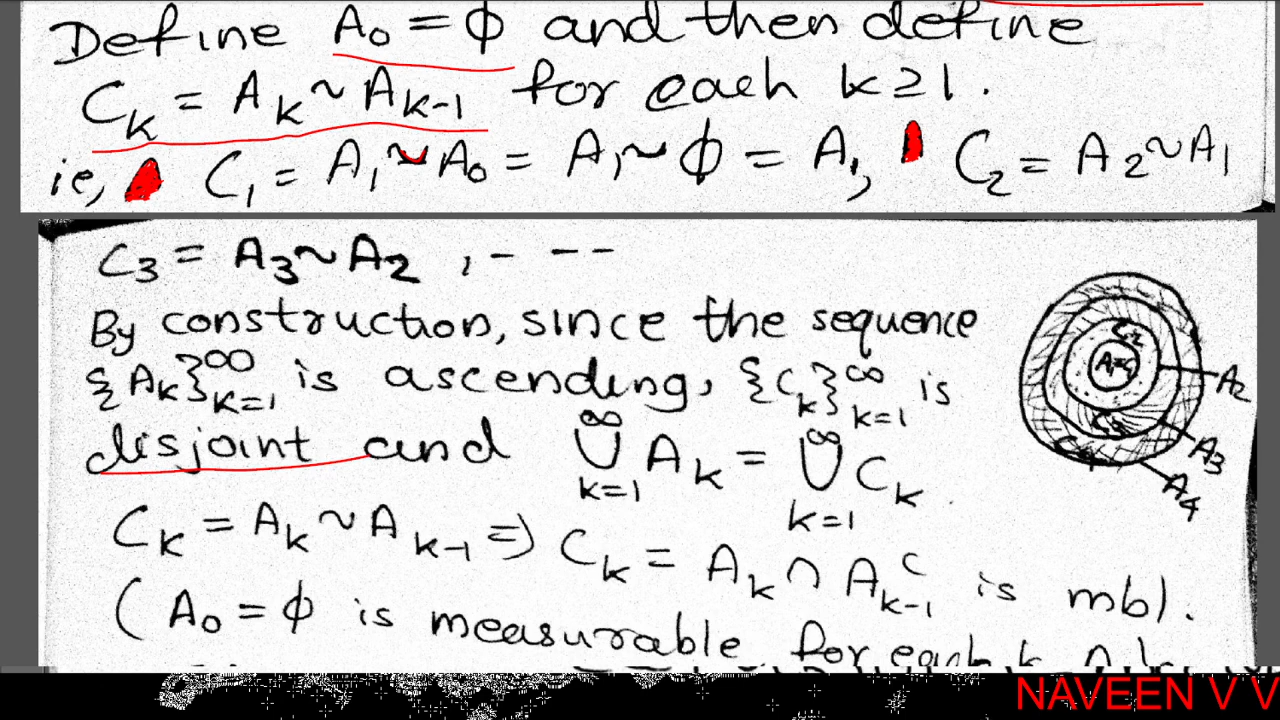 Define A₀ = ϕ and then define
Cₖ = Aₖ ~ Aₖ₋₁ for each k ≥ 1.
ie, C₁ = A₁ ~ A₀ = A₁ ~ ϕ = A₁, C₂ = A₂ ~ A₁
C₃ = A₃ ~ A₂ , - - -
By construction, since the sequence
{Aₖ}ₖ₌₁^∞ is ascending, {Cₖ}ₖ₌₁^∞ is
disjoint and ∪ₖ₌₁^∞ Aₖ = ∪ₖ₌₁^∞ Cₖ.
Cₖ = Aₖ ~ Aₖ₋₁ ⇒ Cₖ = Aₖ ∩ Aₖ₋₁^c is mbl.
(A₀ = ϕ is measurable for each k
C₂
A₂
C₃
A₃
A₄
NAVEEN V V